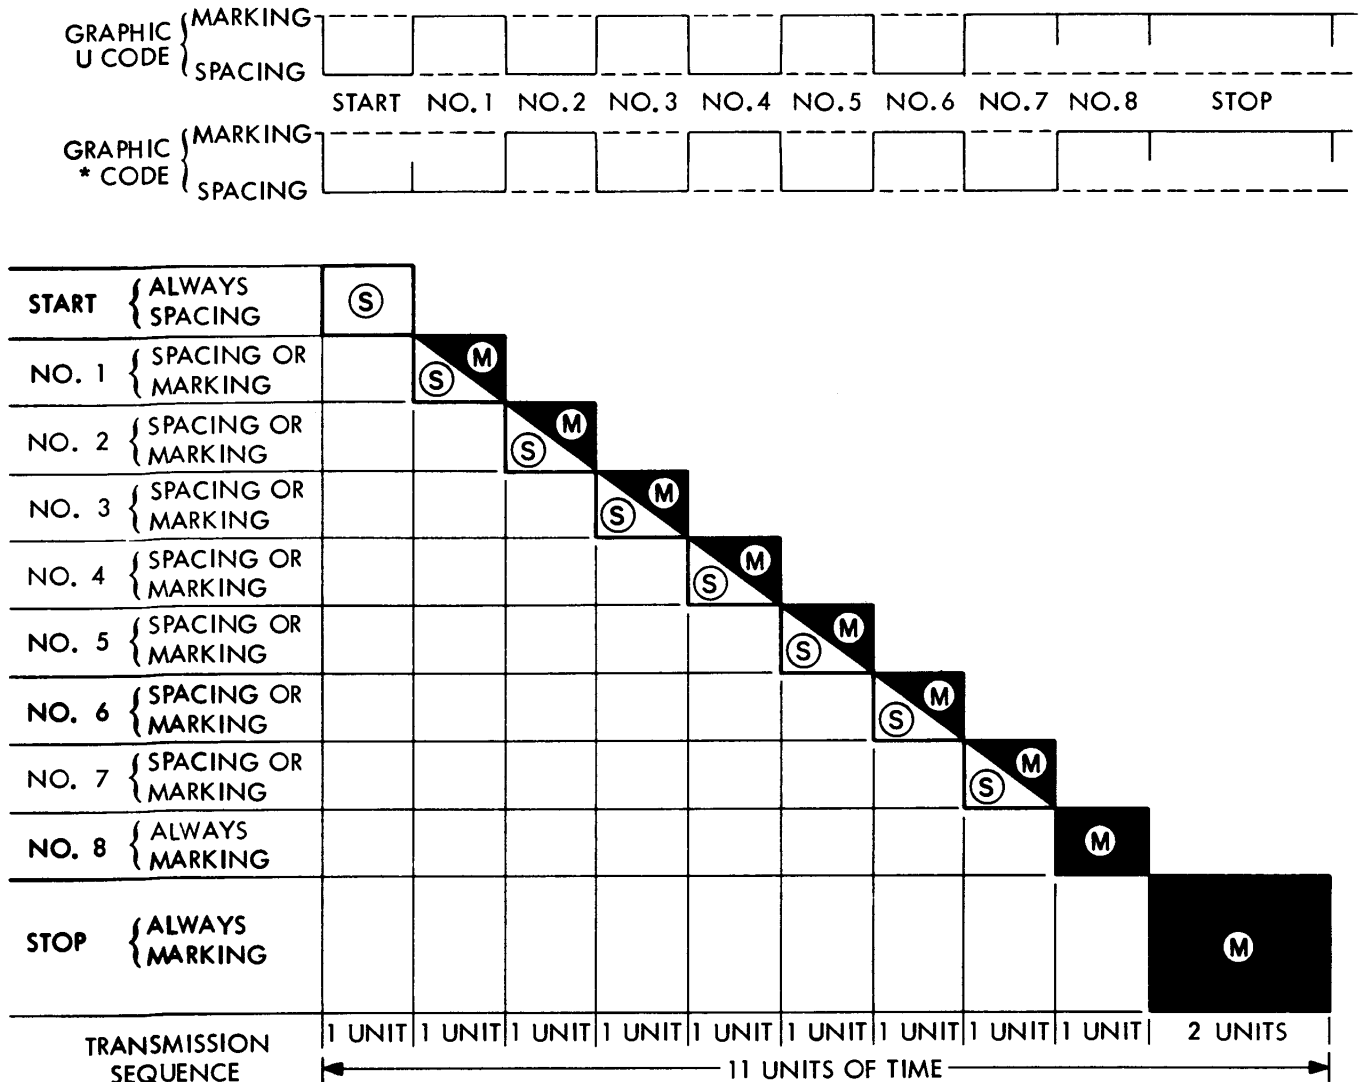 GRAPHIC U CODE { MARKING
SPACING
START NO.1 NO.2 NO.3 NO.4 NO.5 NO.6 NO.7 NO.8 STOP
GRAPHIC * CODE { MARKING
SPACING
START { ALWAYS SPACING
S
NO. 1 { SPACING OR MARKING
S M
NO. 2 { SPACING OR MARKING
S M
NO. 3 { SPACING OR MARKING
S M
NO. 4 { SPACING OR MARKING
S M
NO. 5 { SPACING OR MARKING
S M
NO. 6 { SPACING OR MARKING
S M
NO. 7 { SPACING OR MARKING
S M
NO. 8 { ALWAYS MARKING
M
STOP { ALWAYS MARKING
M
TRANSMISSION SEQUENCE
1 UNIT 1 UNIT 1 UNIT 1 UNIT 1 UNIT 1 UNIT 1 UNIT 1 UNIT 1 UNIT 2 UNITS
11 UNITS OF TIME